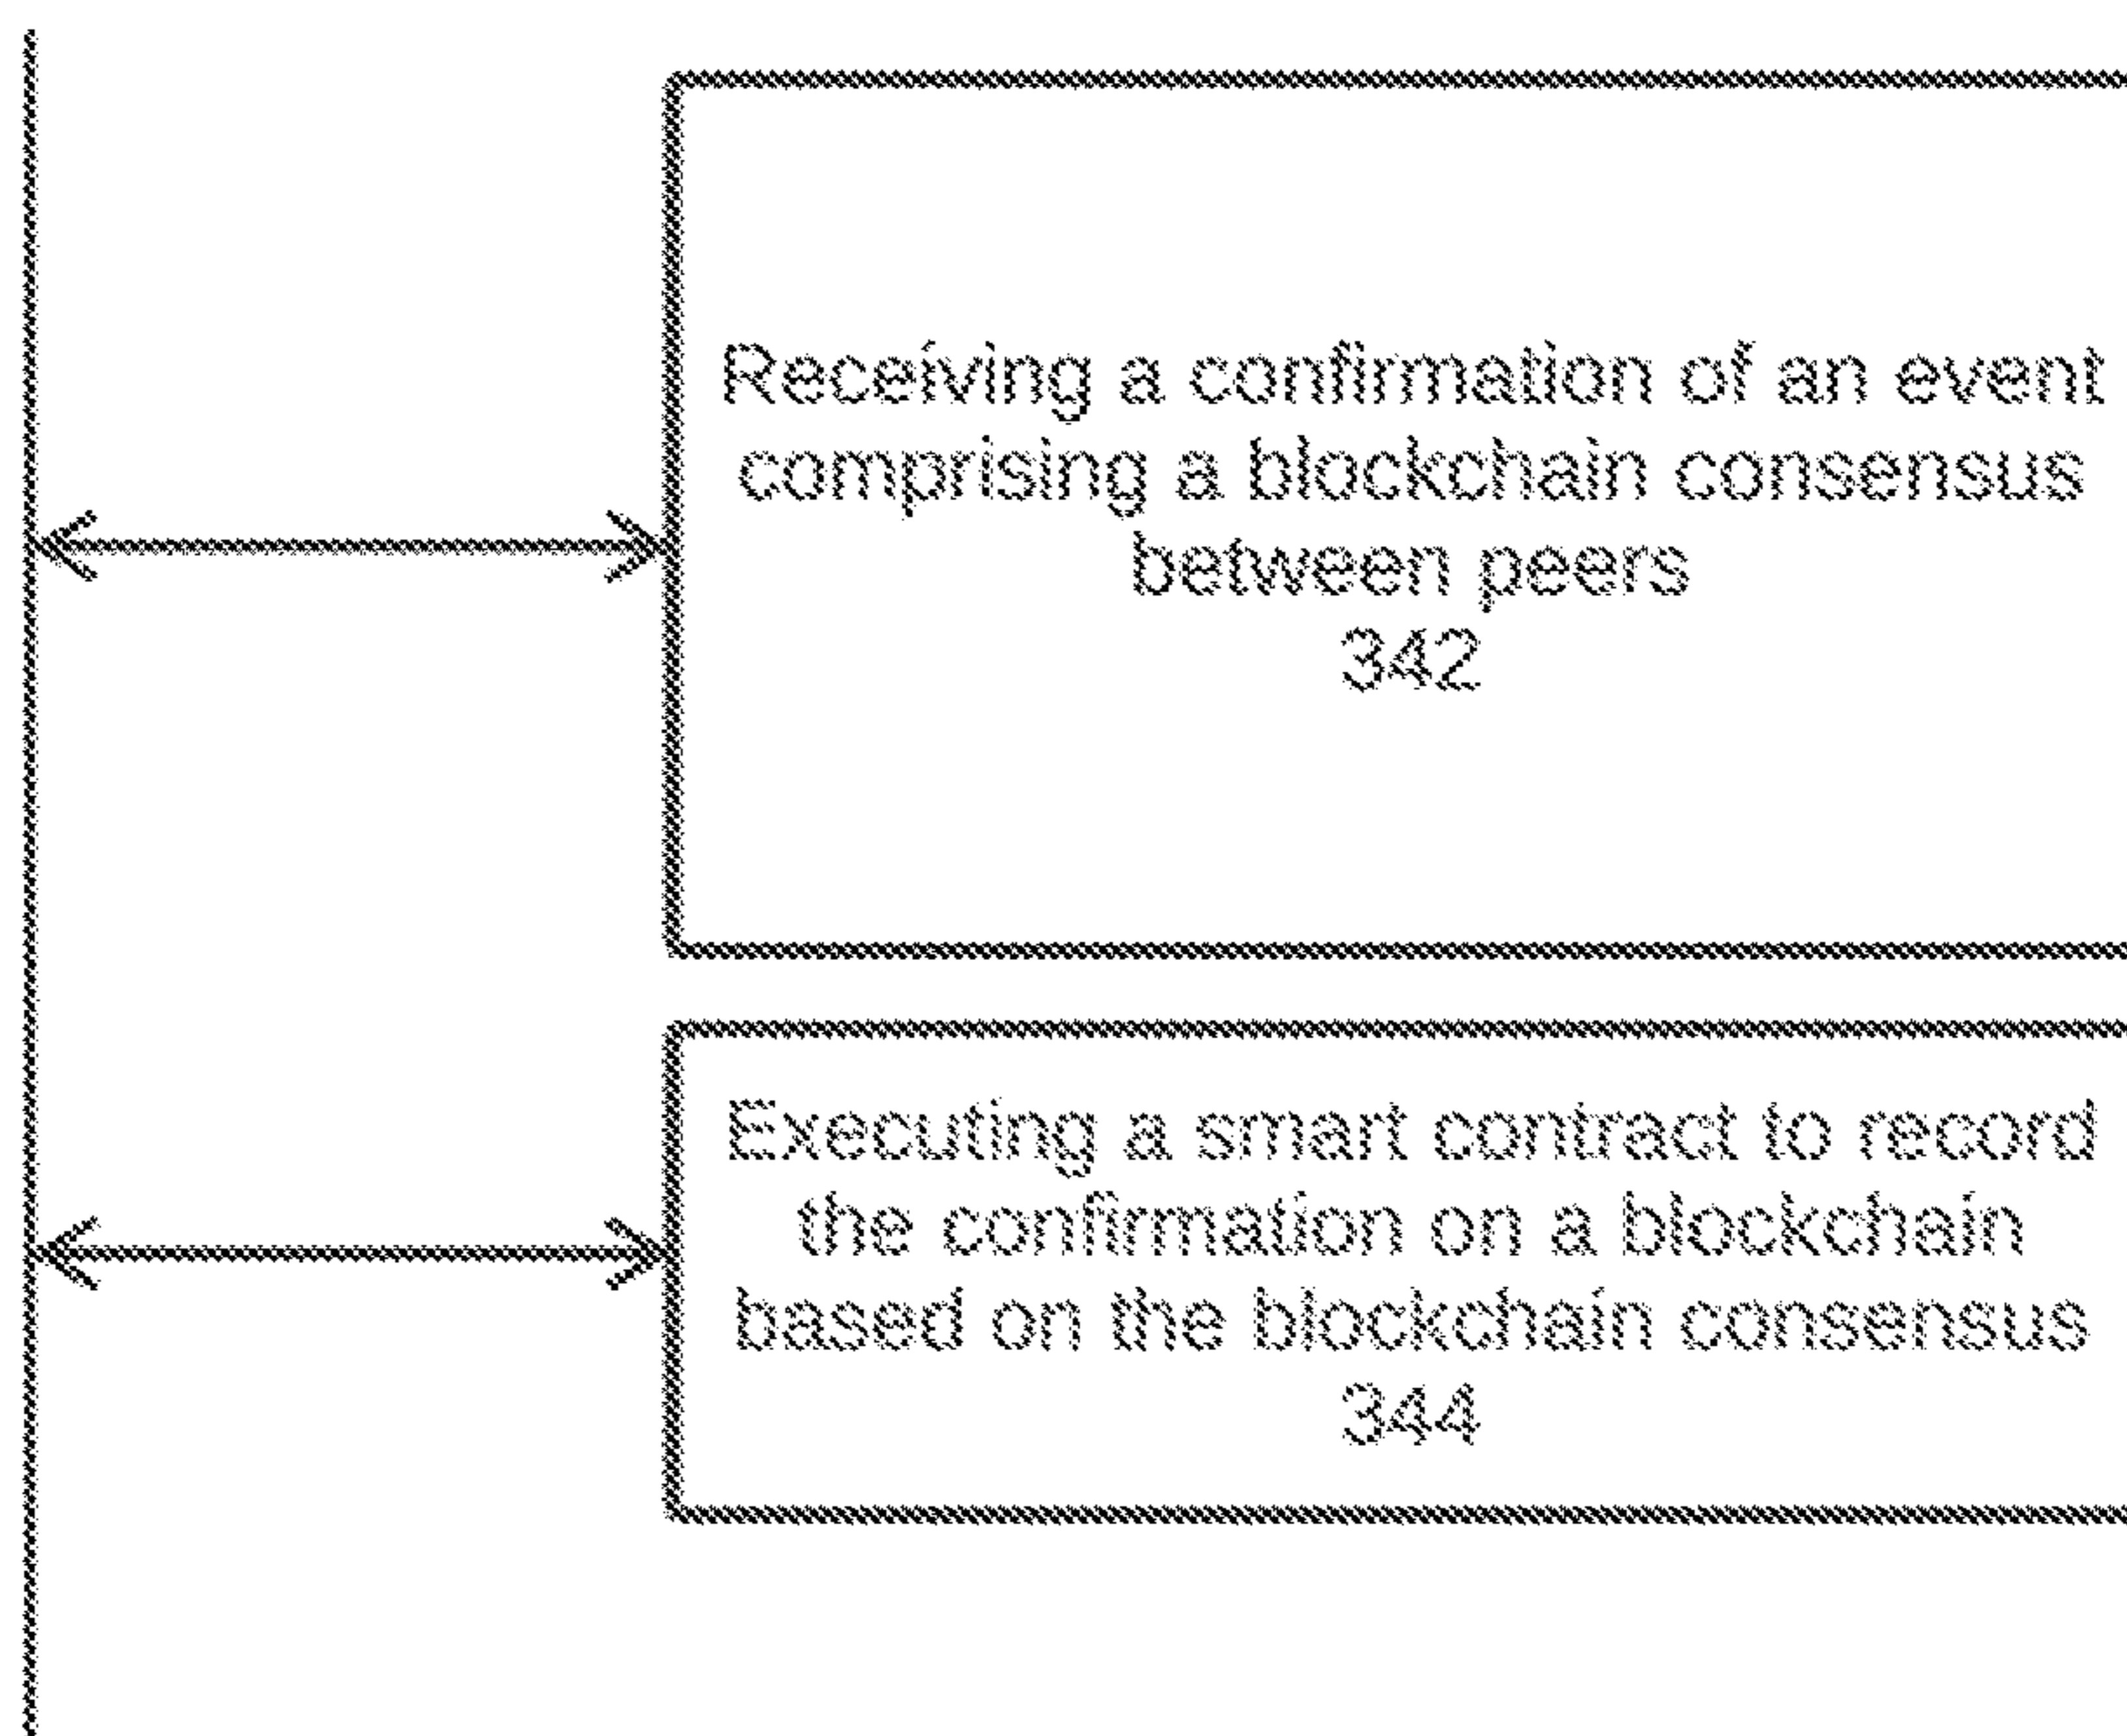 Receiving a confirmation of an event
comprising a blockchain consensus
between peers
342
Executing a smart contract to record
the confirmation on a blockchain
based on the blockchain consensus
344